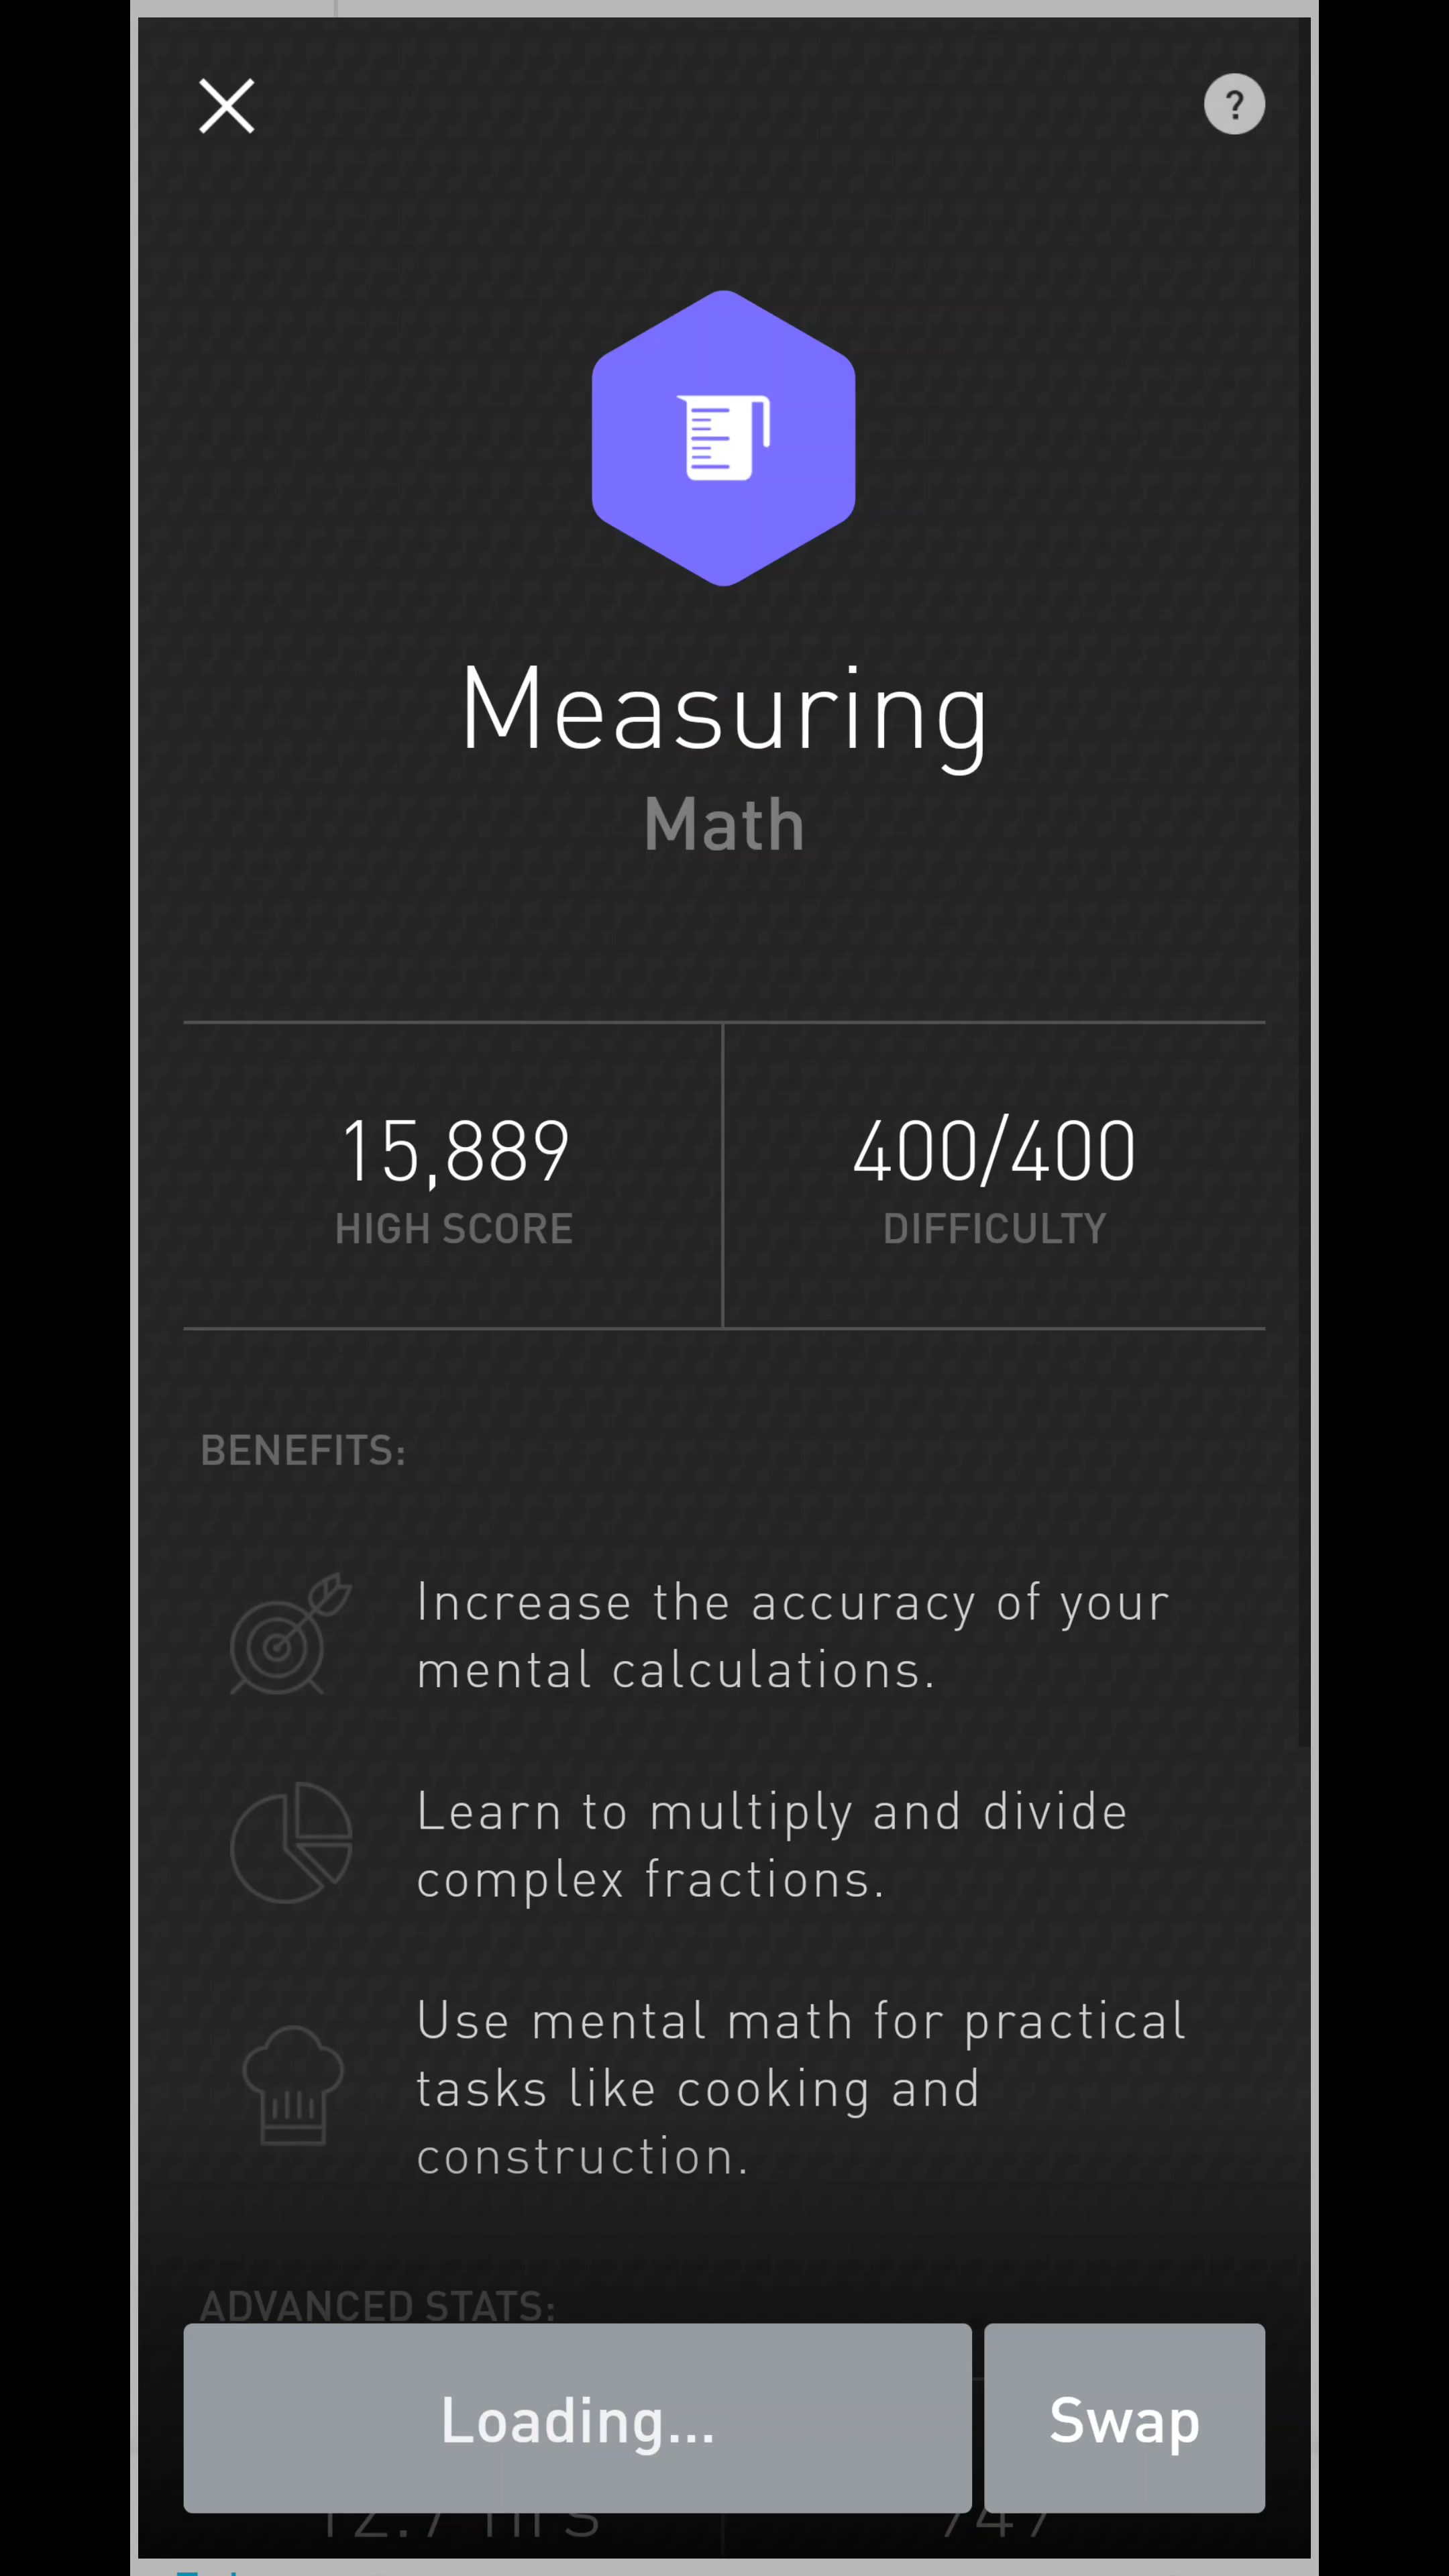 ?
Measuring
Math
15,889
HIGH SCORE
400/400
DIFFICULTY
BENEFITS:
Increase the accuracy of your
mental calculations.
Learn to multiply and divide
complex fractions.
Use mental math for practical
tasks like cooking and
construction.
ADVANCED STATS:
Loading...
Swap